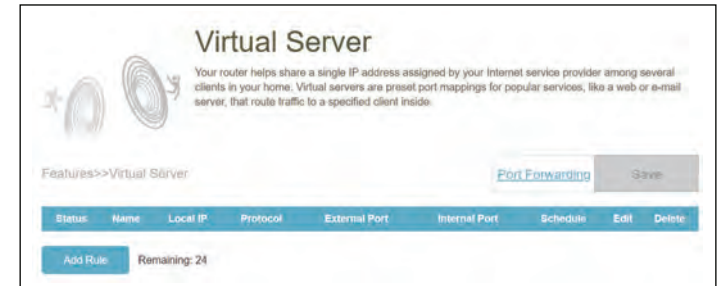 Virtual Server
Your router helps share a single IP address assigned by your Internet service provider among several
clients in your home. Virtual servers are preset port mappings for popular services, like a web or e-mail
server, that route traffic to a specified client inside.
Features>>Virtual Server Port Forwarding Save
Status Name Local IP Protocol External Port Internal Port Schedule Edit Delete
Add Rule Remaining: 24